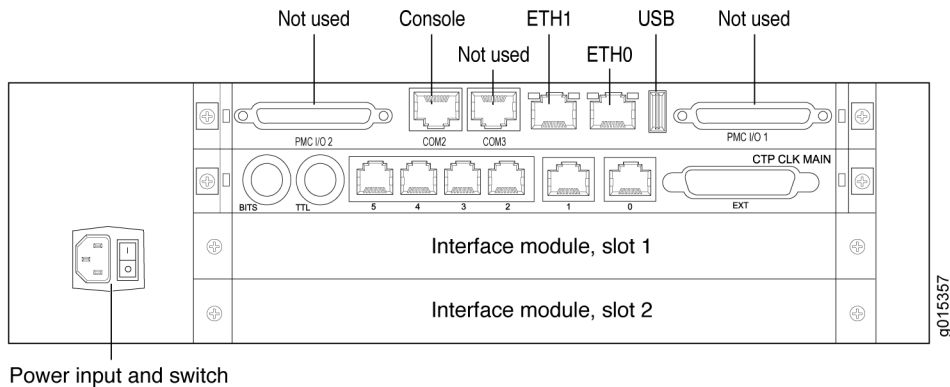 Not used
Console
ETH1
USB
Not used
Not used
ETH0
PMC I/O 2
COM2
COM3
PMC I/O 1
CTP CLK MAIN
BITS
TTL
5
4
3
2
1
0
EXT
Interface module, slot 1
Interface module, slot 2
Power input and switch
g015357